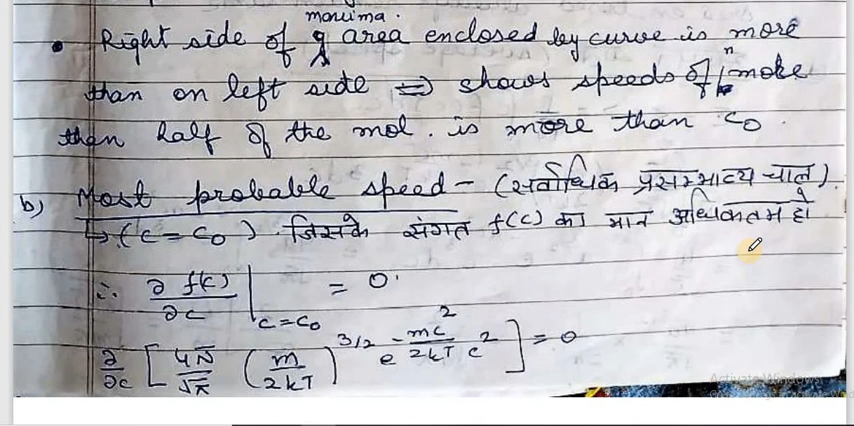 maxima.
• Right side of g area enclosed by curve is more
than on left side ⇒ shows speeds of n more
than half of the mol. is more than c₀.
b) Most probable speed - (सर्वाधिक प्रसम्भाव्य चाल)
↳ (c = c₀) जिसके संगत f(c) का मान अधिकतम हो
∴ ∂f(c)/∂c |c=c₀ = 0.
∂/∂c [4N/√π (m/2kT)^3/2 e^-mc²/2kT c²] = 0
Activate Windows